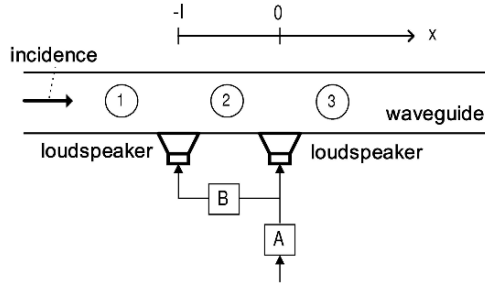 -l 0
x
incidence
1 2 3
waveguide
loudspeaker loudspeaker
B
A